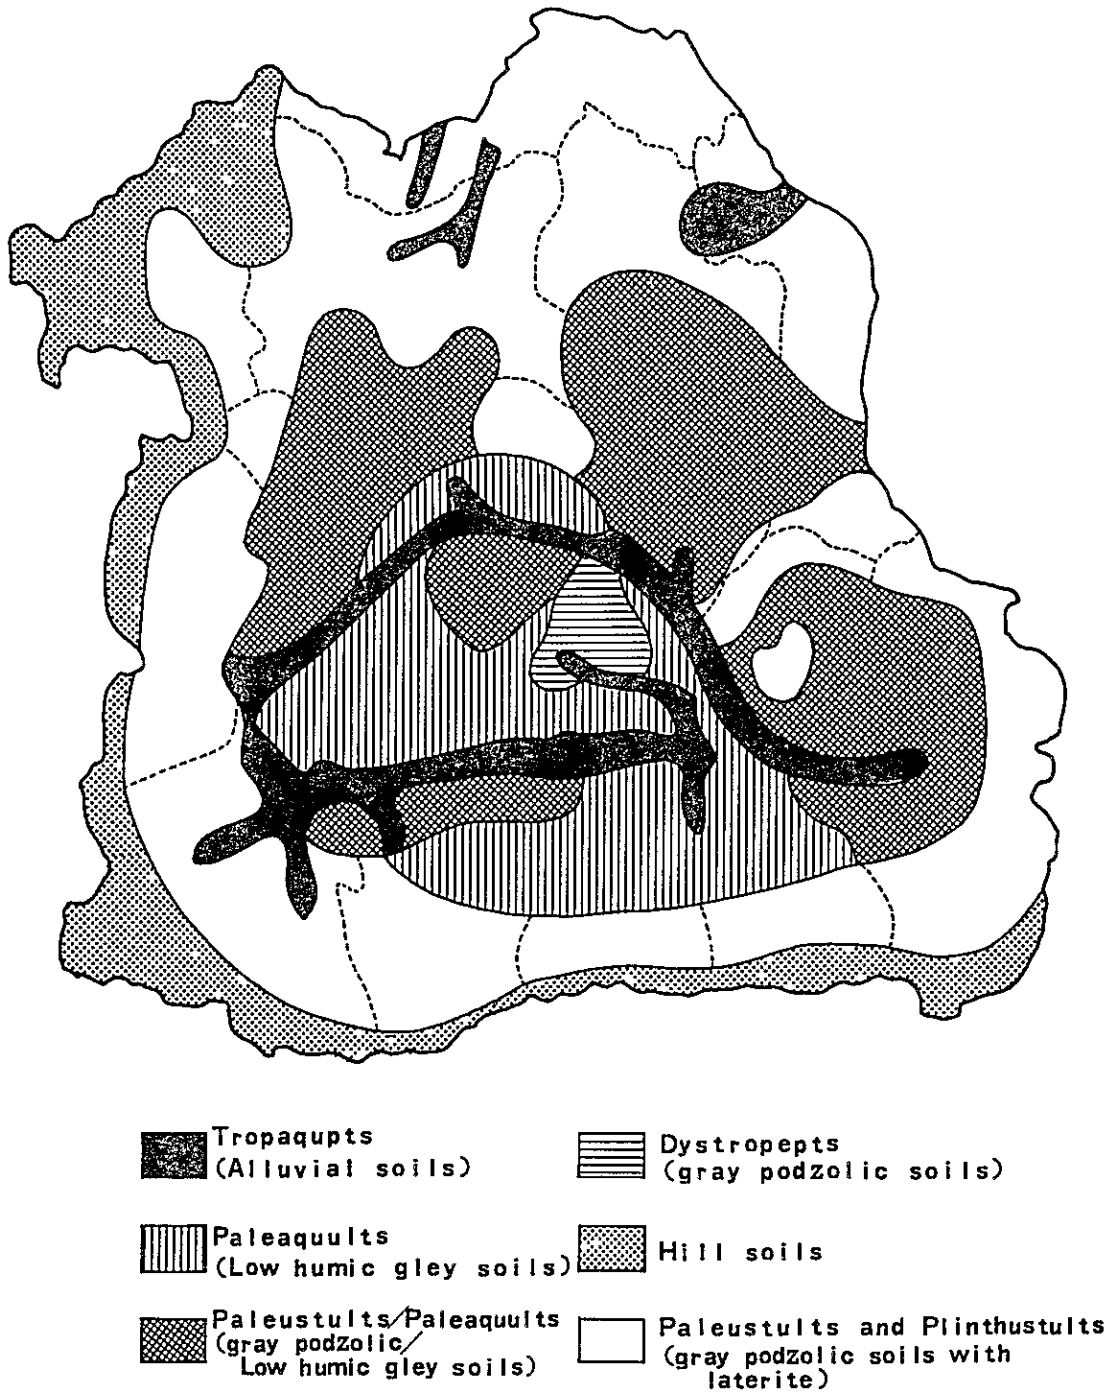 Tropaqupts
(Alluvial soils)
Paleaquults
(Low humic gley soils)
Paleustults/Paleaquults
(gray podzolic/
Low humic gley soils)
Dystropepts
(gray podzolic soils)
Hill soils
Paleustults and Plinthustults
(gray podzolic soils with
laterite)